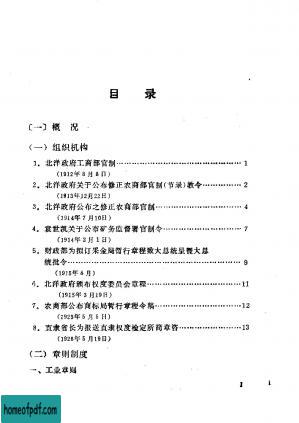 目 录
〔一〕概 况
(一) 组织机构
1、北洋政府工商部官制……1
(1912年8月8日)
2、北洋政府关于公布修正农商部官制(节录)教令……2
(1913年12月22日)
3、北洋政府公布之修正农商部官制……4
(1914年7月10日)
4、袁世凯关于公布矿务监督署官制令……7
(1914年3月1日)
5、财政部为拟订采金局暂行章程致大总统呈暨大总
统批令……9
(1915年4月)
6、北洋政府颁布权度委员会章程……11
(1915年3月19日)
7、农商部公布商标局暂行章程令稿……12
(1923年5月5日)
8、直隶省长为报送直隶权度检定所简章咨……13
(1926年5月19日)
(二) 章则制度
一、工业章则
1
1
homeofpdf.com
homeofpdf.com